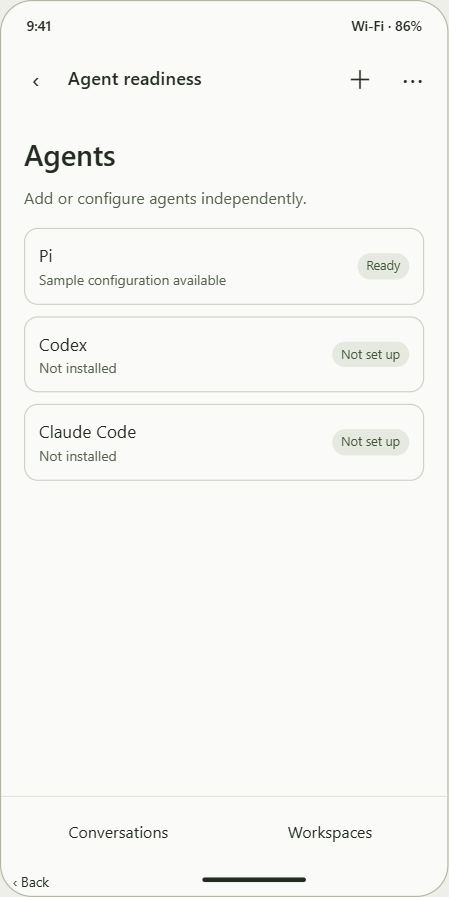 9:41
Wi-Fi · 86%
‹ Agent readiness + ...
Agents
Add or configure agents independently.
Pi
Sample configuration available
Ready
Codex
Not installed
Not set up
Claude Code
Not installed
Not set up
Conversations
Workspaces
‹ Back